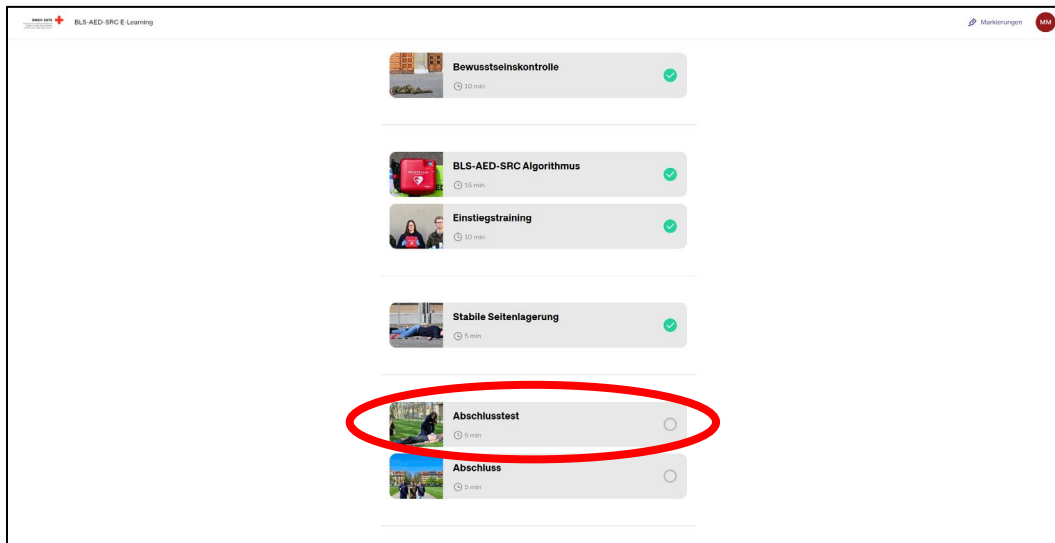 BLS-AED-SRC E-Learning
Markierungen
MM
Bewusstseinskontrolle
10 min
BLS-AED-SRC Algorithmus
15 min
Einstiegstraining
10 min
Stabile Seitenlagerung
5 min
Abschlusstest
5 min
Abschluss
5 min